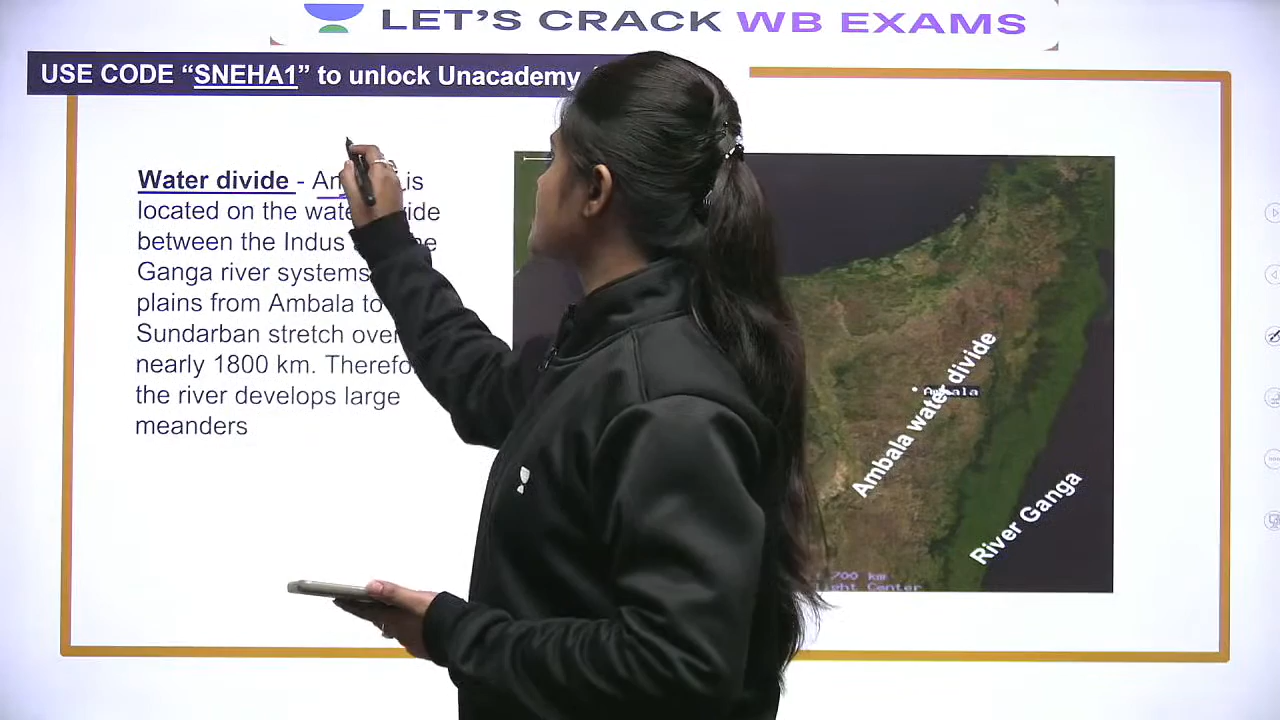 LET'S CRACK WB EXAMS
USE CODE “SNEHA1” to unlock Unacademy
Water divide - is
located on the
between the Indus
Ganga river systems
plains from Ambala to
Sundarban stretch over
nearly 1800 km.
the river develops large
meanders
Ambala
Ambala water divide
River Ganga
700 km
Center